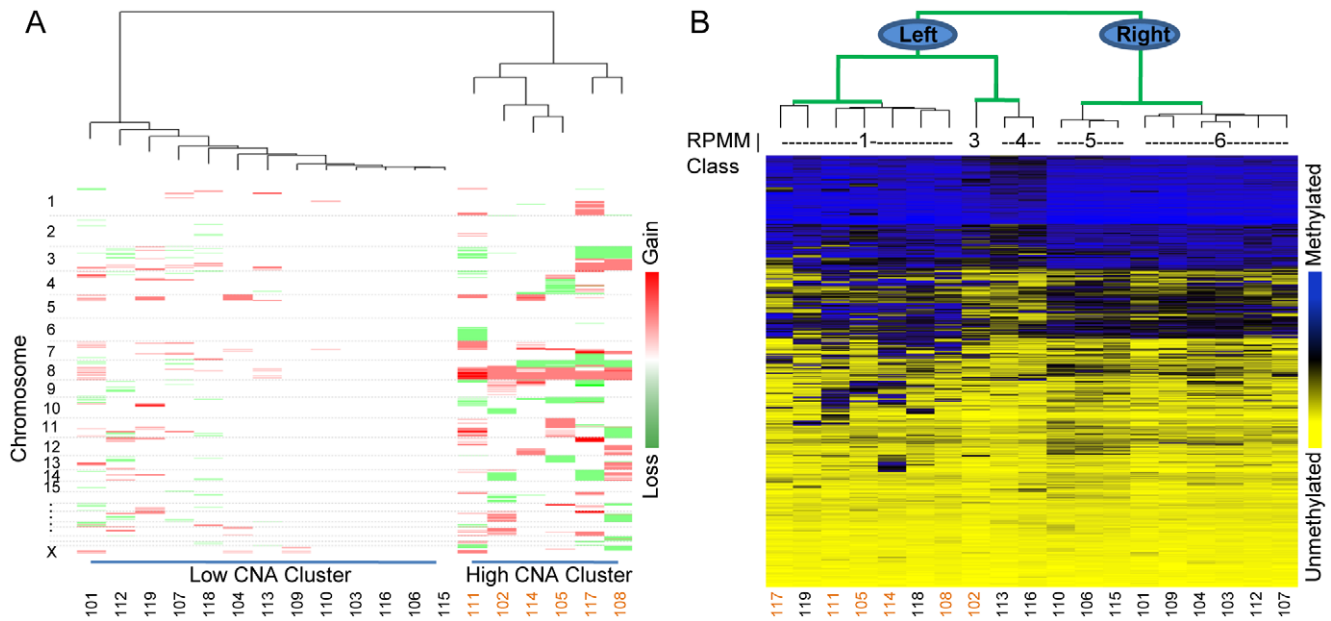 A
1
2
3
4
5
6
7
8
9
10
11
12
13
14
15
:
:
:
X
Chromosome
Gain
Loss
Low CNA Cluster
High CNA Cluster
101 112 119 107 118 104 113 109 110 103 116 106 115 111 102 114 105 117 108
B
Left
Right
RPMM |
Class
-----------1----------- 3 --4-- ---5--- ----------6----------
Methylated
Unmethylated
117 119 111 105 114 118 108 102 113 116 110 106 115 101 109 104 103 112 107